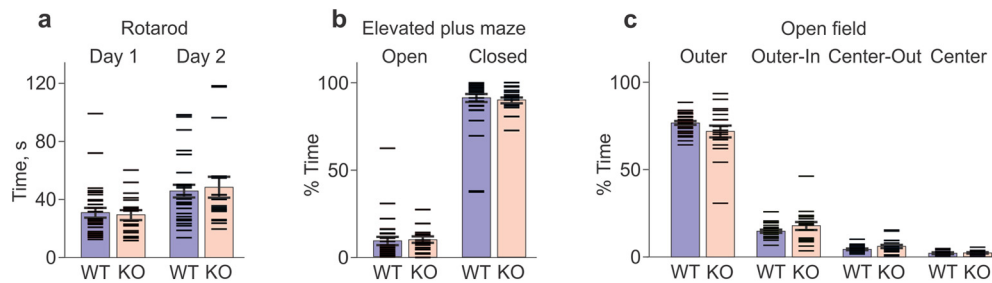 a
Rotarod
Day 1 Day 2
Time, s
120
80
40
0
WT KO WT KO
b
Elevated plus maze
Open Closed
% Time
100
50
0
WT KO WT KO
c
Open field
Outer Outer-In Center-Out Center
% Time
100
50
0
WT KO WT KO WT KO WT KO